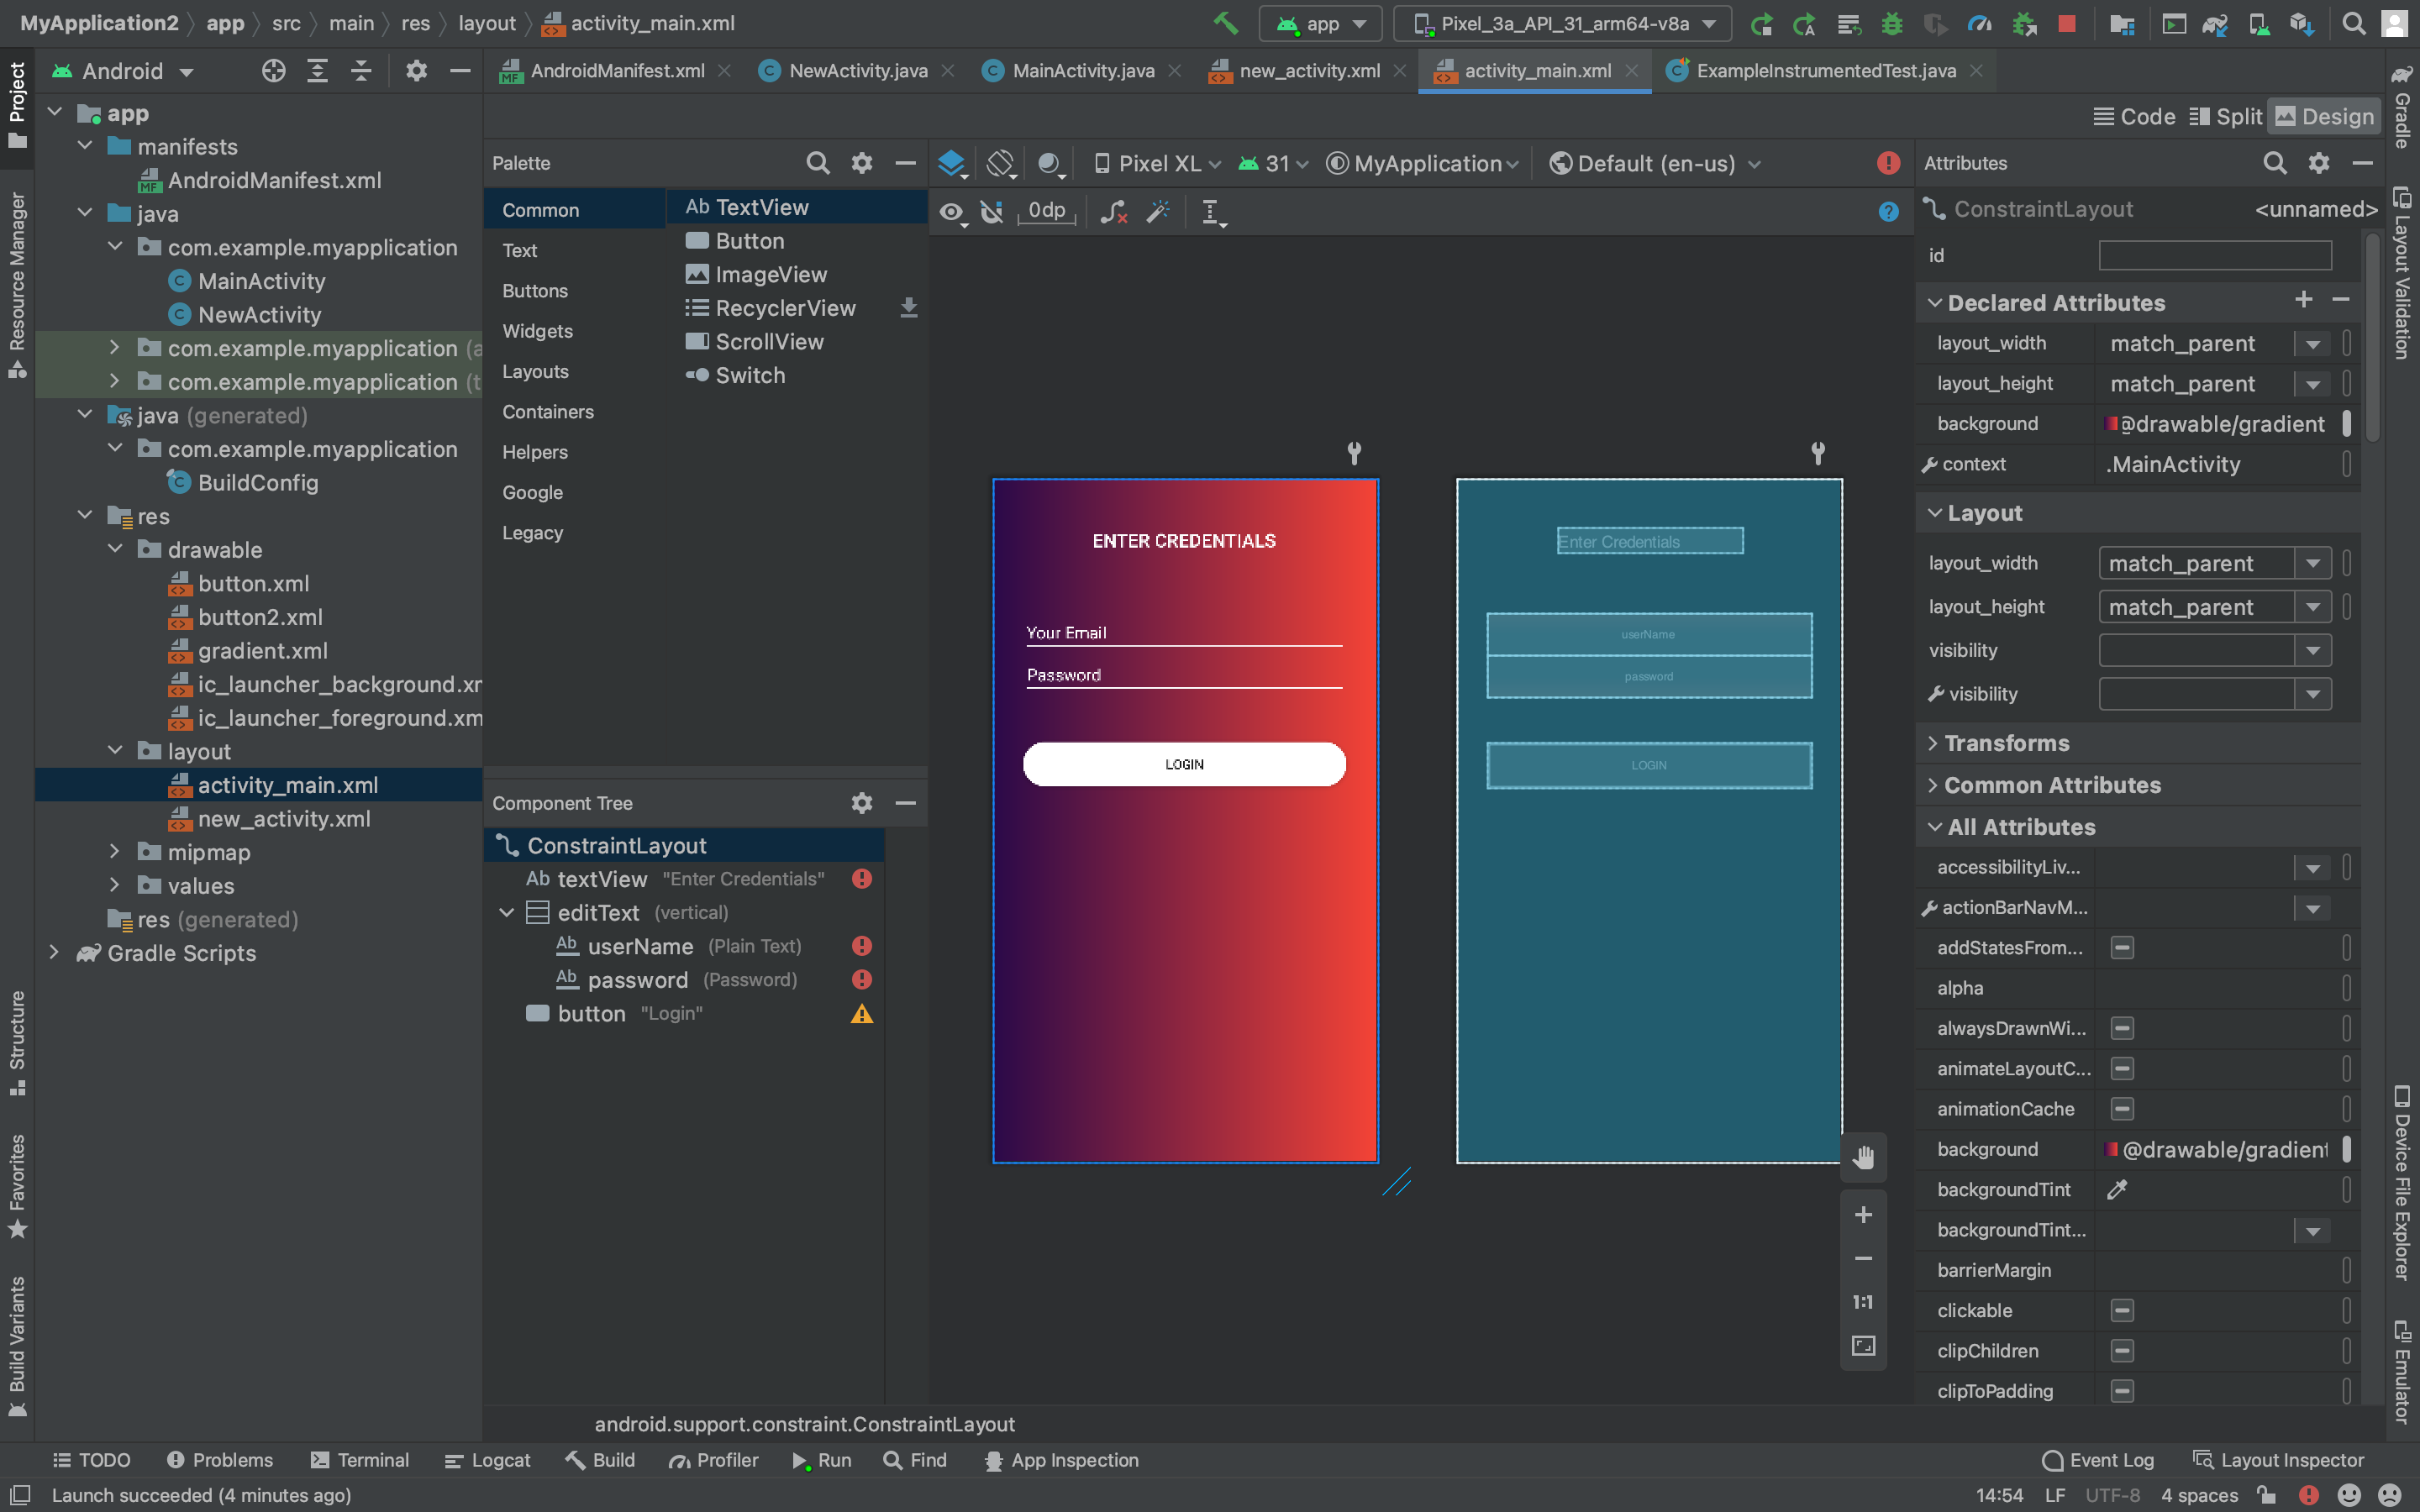 MyApplication2 app src main res layout activity_main.xml
app Pixel_3a_API_31_arm64-v8a
Project
Android
AndroidManifest.xml NewActivity.java MainActivity.java new_activity.xml activity_main.xml ExampleInstrumentedTest.java
Code Split Design
app
manifests
AndroidManifest.xml
java
com.example.myapplication
MainActivity
NewActivity
com.example.myapplication (a
com.example.myapplication (t
java (generated)
com.example.myapplication
BuildConfig
res
drawable
button.xml
button2.xml
gradient.xml
ic_launcher_background.xm
ic_launcher_foreground.xm
layout
activity_main.xml
new_activity.xml
mipmap
values
res (generated)
Gradle Scripts
Resource Manager
Structure
Favorites
Build Variants
Palette
Common
Text
Buttons
Widgets
Layouts
Containers
Helpers
Google
Legacy
Ab TextView
Button
ImageView
RecyclerView
ScrollView
Switch
Component Tree
ConstraintLayout
Ab textView "Enter Credentials"
editText (vertical)
Ab userName (Plain Text)
Ab password (Password)
button "Login"
Pixel XL 31 MyApplication Default (en-us)
0dp
ENTER CREDENTIALS
Your Email
Password
LOGIN
Enter Credentials
userName
password
LOGIN
1:1
android.support.constraint.ConstraintLayout
Attributes
ConstraintLayout <unnamed>
id
Declared Attributes
layout_width match_parent
layout_height match_parent
background @drawable/gradient
context .MainActivity
Layout
layout_width match_parent
layout_height match_parent
visibility
visibility
Transforms
Common Attributes
All Attributes
accessibilityLiv...
actionBarNavM...
addStatesFrom...
alpha
alwaysDrawnWi...
animateLayoutC...
animationCache
background @drawable/gradient
backgroundTint
backgroundTint...
barrierMargin
clickable
clipChildren
clipToPadding
Gradle
Layout Validation
Device File Explorer
Emulator
TODO Problems Terminal Logcat Build Profiler Run Find App Inspection Event Log Layout Inspector
Launch succeeded (4 minutes ago) 14:54 LF UTF-8 4 spaces